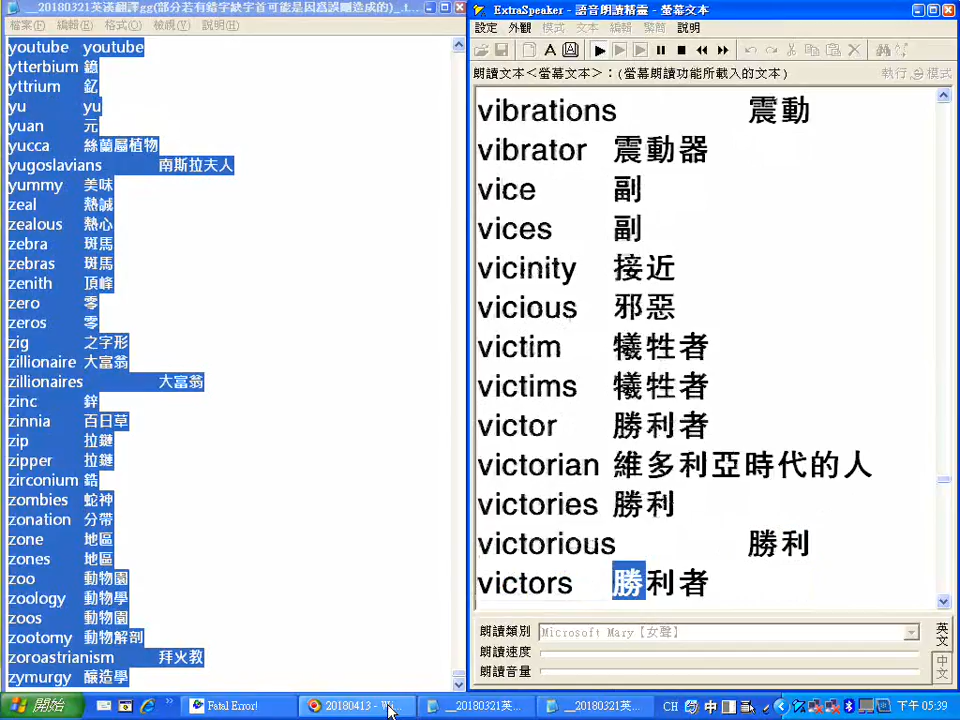 __20180321英漢翻譯gg(部分若有錯字缺字首可能是因為誤刪造成的)_.t...
檔案(F) 編輯(E) 格式(O) 檢視(V) 說明(H)
youtube youtube
ytterbium 鐿
yttrium 釔
yu yu
yuan 元
yucca 絲蘭屬植物
yugoslavians 南斯拉夫人
yummy 美味
zeal 熱誠
zealous 熱心
zebra 斑馬
zebras 斑馬
zenith 頂峰
zero 零
zeros 零
zig 之字形
zillionaire 大富翁
zillionaires 大富翁
zinc 鋅
zinnia 百日草
zip 拉鏈
zipper 拉鏈
zirconium 鋯
zombies 蛇神
zonation 分帶
zone 地區
zones 地區
zoo 動物園
zoology 動物學
zoos 動物園
zootomy 動物解剖
zoroastrianism 拜火教
zymurgy 釀造學
ExtraSpeaker - 語音朗讀精靈 - 螢幕文本
設定 外觀 模式 文本 編輯 繁簡 說明
朗讀文本<螢幕文本>：(螢幕朗讀功能所載入的文本) 執行 模式
vibrations 震動
vibrator 震動器
vice 副
vices 副
vicinity 接近
vicious 邪惡
victim 犧牲者
victims 犧牲者
victor 勝利者
victorian 維多利亞時代的人
victories 勝利
victorious 勝利
victors 勝利者
朗讀類別 Microsoft Mary【女聲】
朗讀速度
朗讀音量
英文
中文
開始 Fatal Error! 20180413 - __20180321英... __20180321英... CH 中 下午 05:39